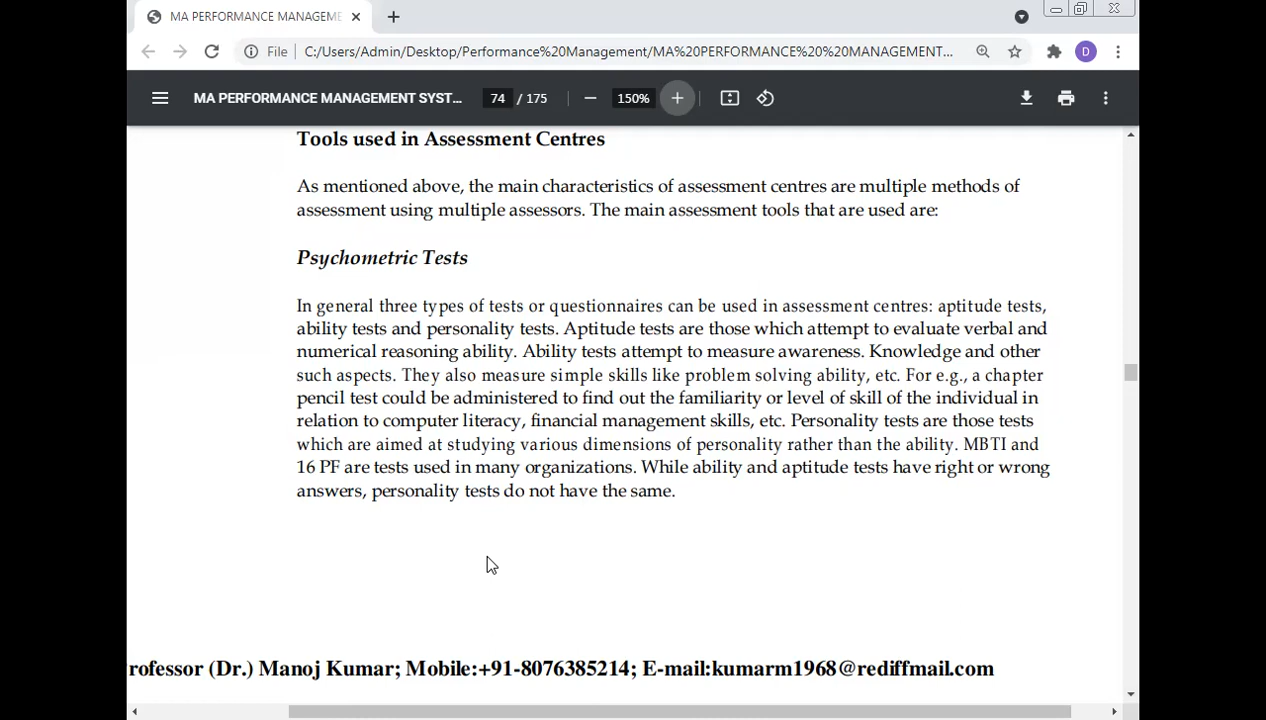 MA PERFORMANCE MANAGEME
File C:/Users/Admin/Desktop/Performance%20Management/MA%20PERFORMANCE%20%20MANAGEMENT... D
MA PERFORMANCE MANAGEMENT SYST... 74 / 175 150%
Tools used in Assessment Centres
As mentioned above, the main characteristics of assessment centres are multiple methods of
assessment using multiple assessors. The main assessment tools that are used are:
Psychometric Tests
In general three types of tests or questionnaires can be used in assessment centres: aptitude tests,
ability tests and personality tests. Aptitude tests are those which attempt to evaluate verbal and
numerical reasoning ability. Ability tests attempt to measure awareness. Knowledge and other
such aspects. They also measure simple skills like problem solving ability, etc. For e.g., a chapter
pencil test could be administered to find out the familiarity or level of skill of the individual in
relation to computer literacy, financial management skills, etc. Personality tests are those tests
which are aimed at studying various dimensions of personality rather than the ability. MBTI and
16 PF are tests used in many organizations. While ability and aptitude tests have right or wrong
answers, personality tests do not have the same.
rofessor (Dr.) Manoj Kumar; Mobile:+91-8076385214; E-mail:kumarm1968@rediffmail.com